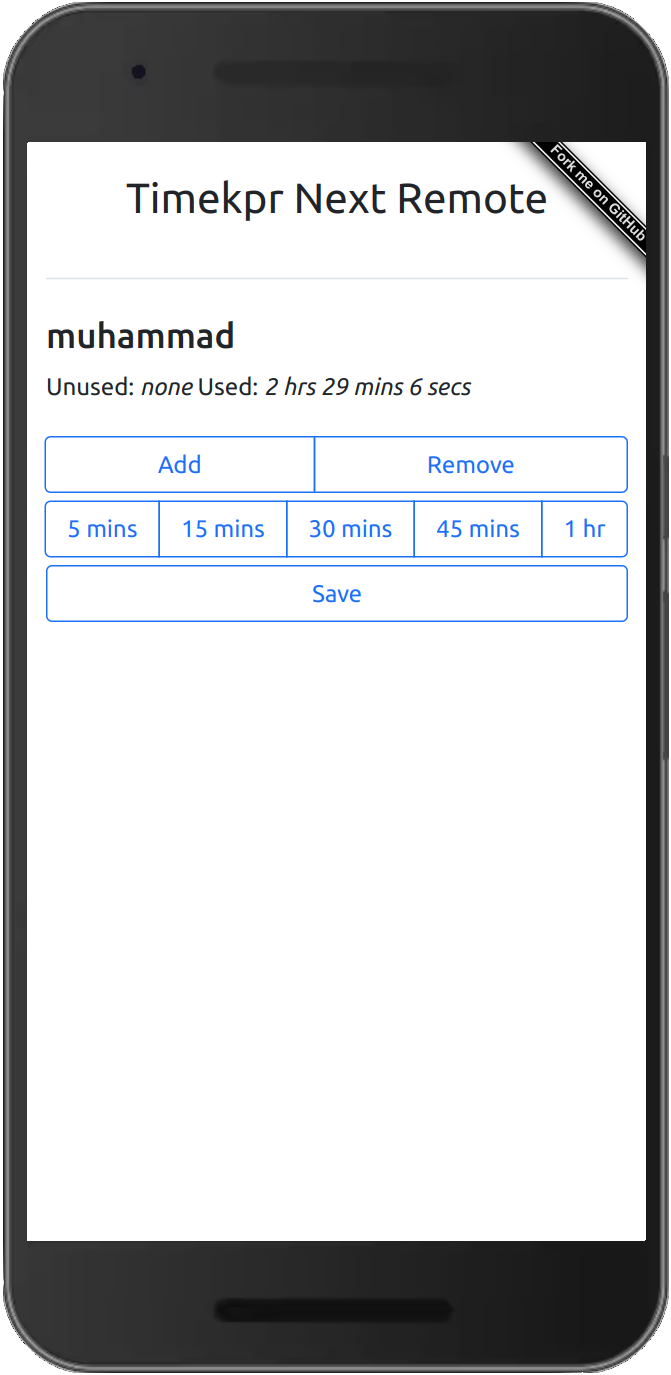 Fork me on GitHub
Timekpr Next Remote
muhammad
Unused: none Used: 2 hrs 29 mins 6 secs
Add Remove
5 mins 15 mins 30 mins 45 mins 1 hr
Save